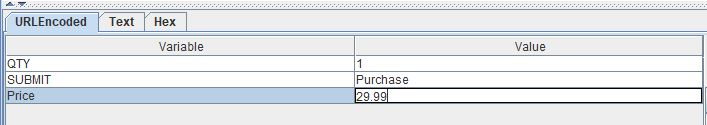 URLEncoded Text Hex
Variable Value
QTY 1
SUBMIT Purchase
Price 29.99